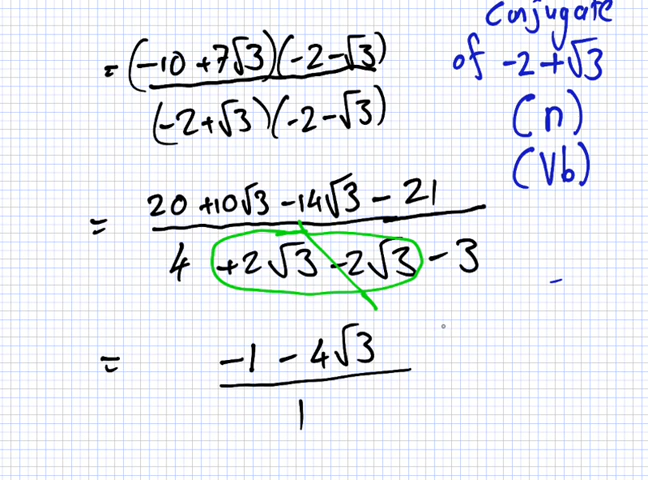 Conjugate
of -2+√3
(n)
(Vb)
= (-10+7√3)(-2-√3)
(-2+√3)(-2-√3)
= 20+10√3-14√3-21
4+2√3-2√3-3
= -1-4√3
1